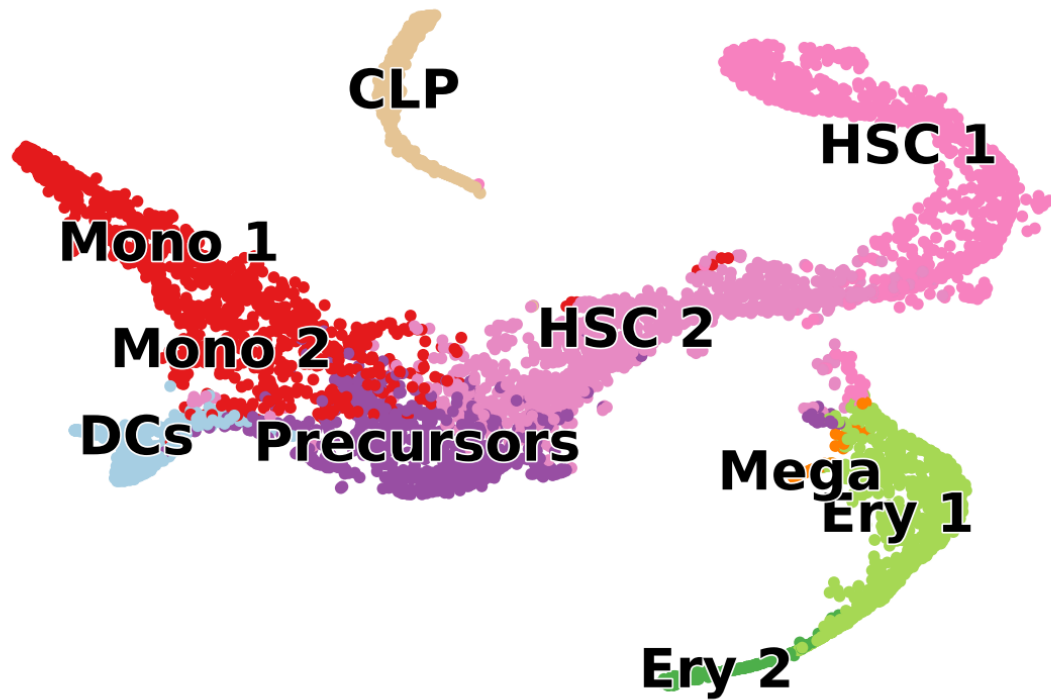 CLP
HSC 1
Mono 1
HSC 2
Mono 2
DCs
Precursors
Mega
Ery 1
Ery 2